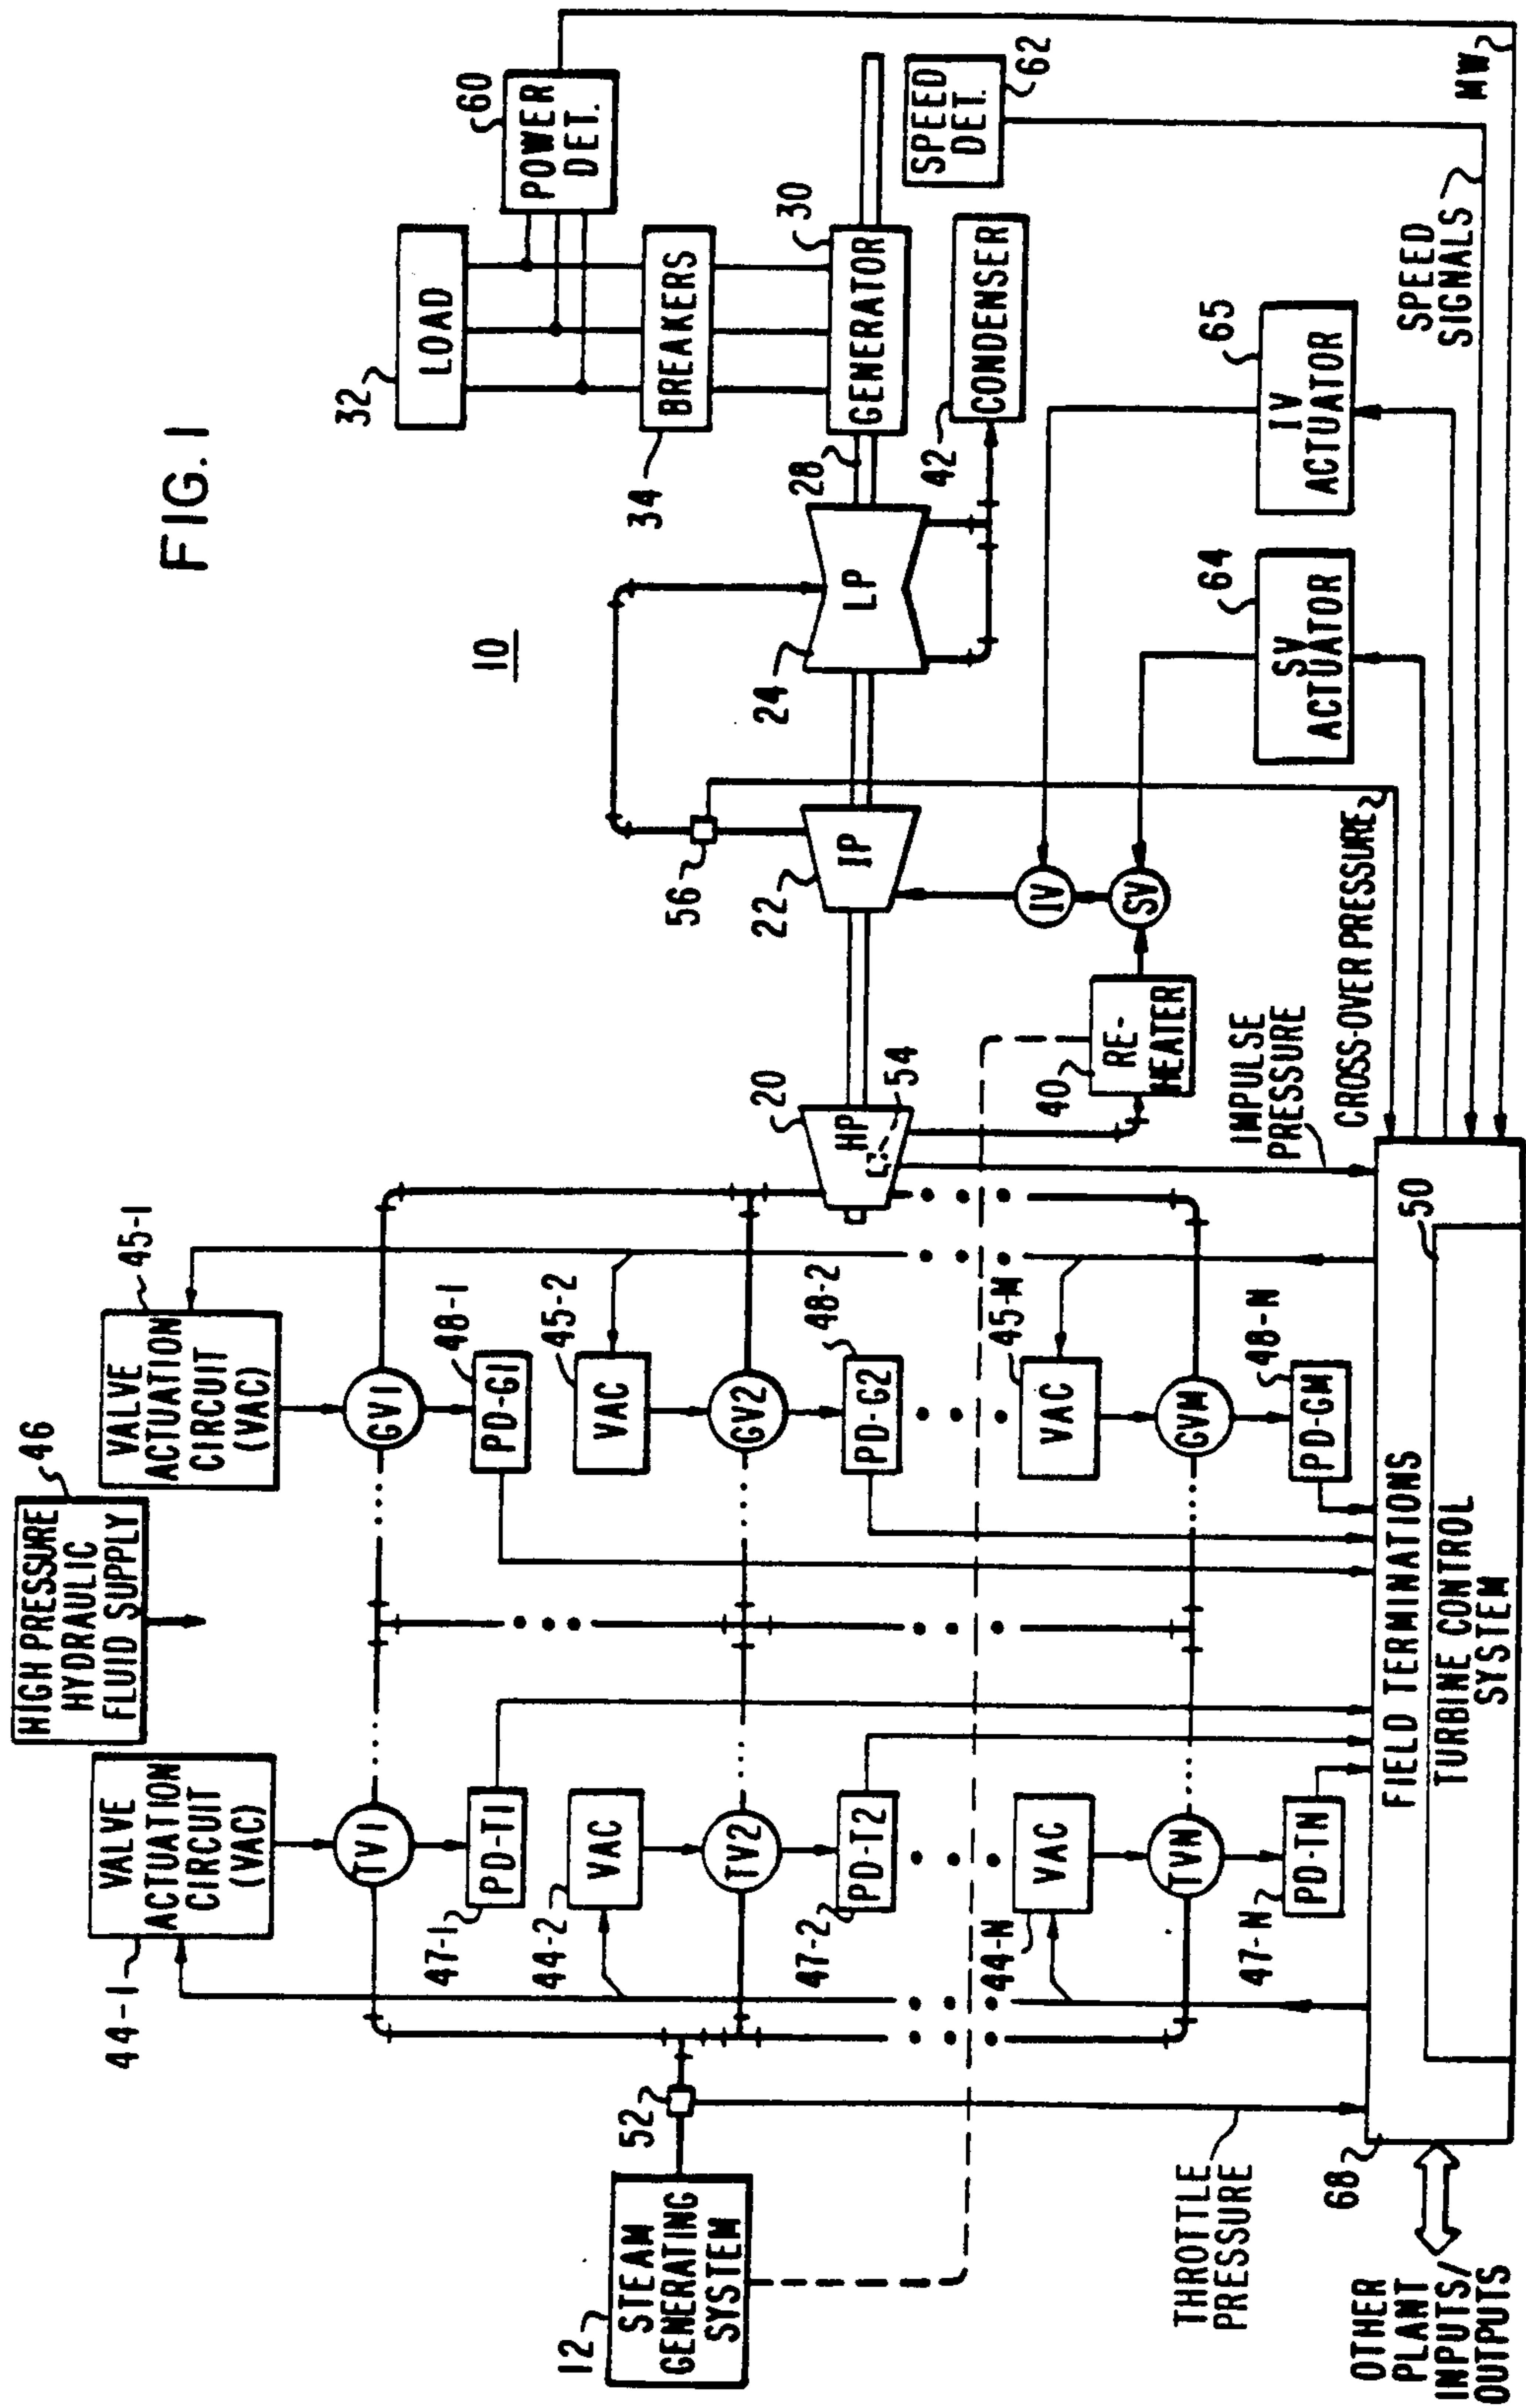 FIG. 1
10
HIGH PRESSURE
HYDRAULIC
FLUID SUPPLY
46
VALVE
ACTUATION
CIRCUIT
(VAC)
44-1
VALVE
ACTUATION
CIRCUIT
(VAC)
45-1
TV1
GV1
PD-T1
47-1
PD-G1
48-1
VAC
44-2
VAC
45-2
TV2
GV2
PD-T2
47-2
PD-G2
48-2
VAC
44-N
VAC
45-M
TVN
GVM
PD-TN
47-N
PD-GM
48-N
STEAM
GENERATING
SYSTEM
12
52
THROTTLE
PRESSURE
HP
20
54
IP
22
56
LP
24
28
GENERATOR
30
LOAD
32
BREAKERS
34
POWER
DET.
60
SPEED
DET.
62
CONDENSER
42
RE-
HEATER
40
SV
IV
SV
ACTUATOR
64
IV
ACTUATOR
65
IMPULSE
PRESSURE
CROSS-OVER PRESSURE
SPEED
SIGNALS
MW
FIELD TERMINATIONS
68
TURBINE CONTROL
SYSTEM
50
OTHER
PLANT
INPUTS/
OUTPUTS